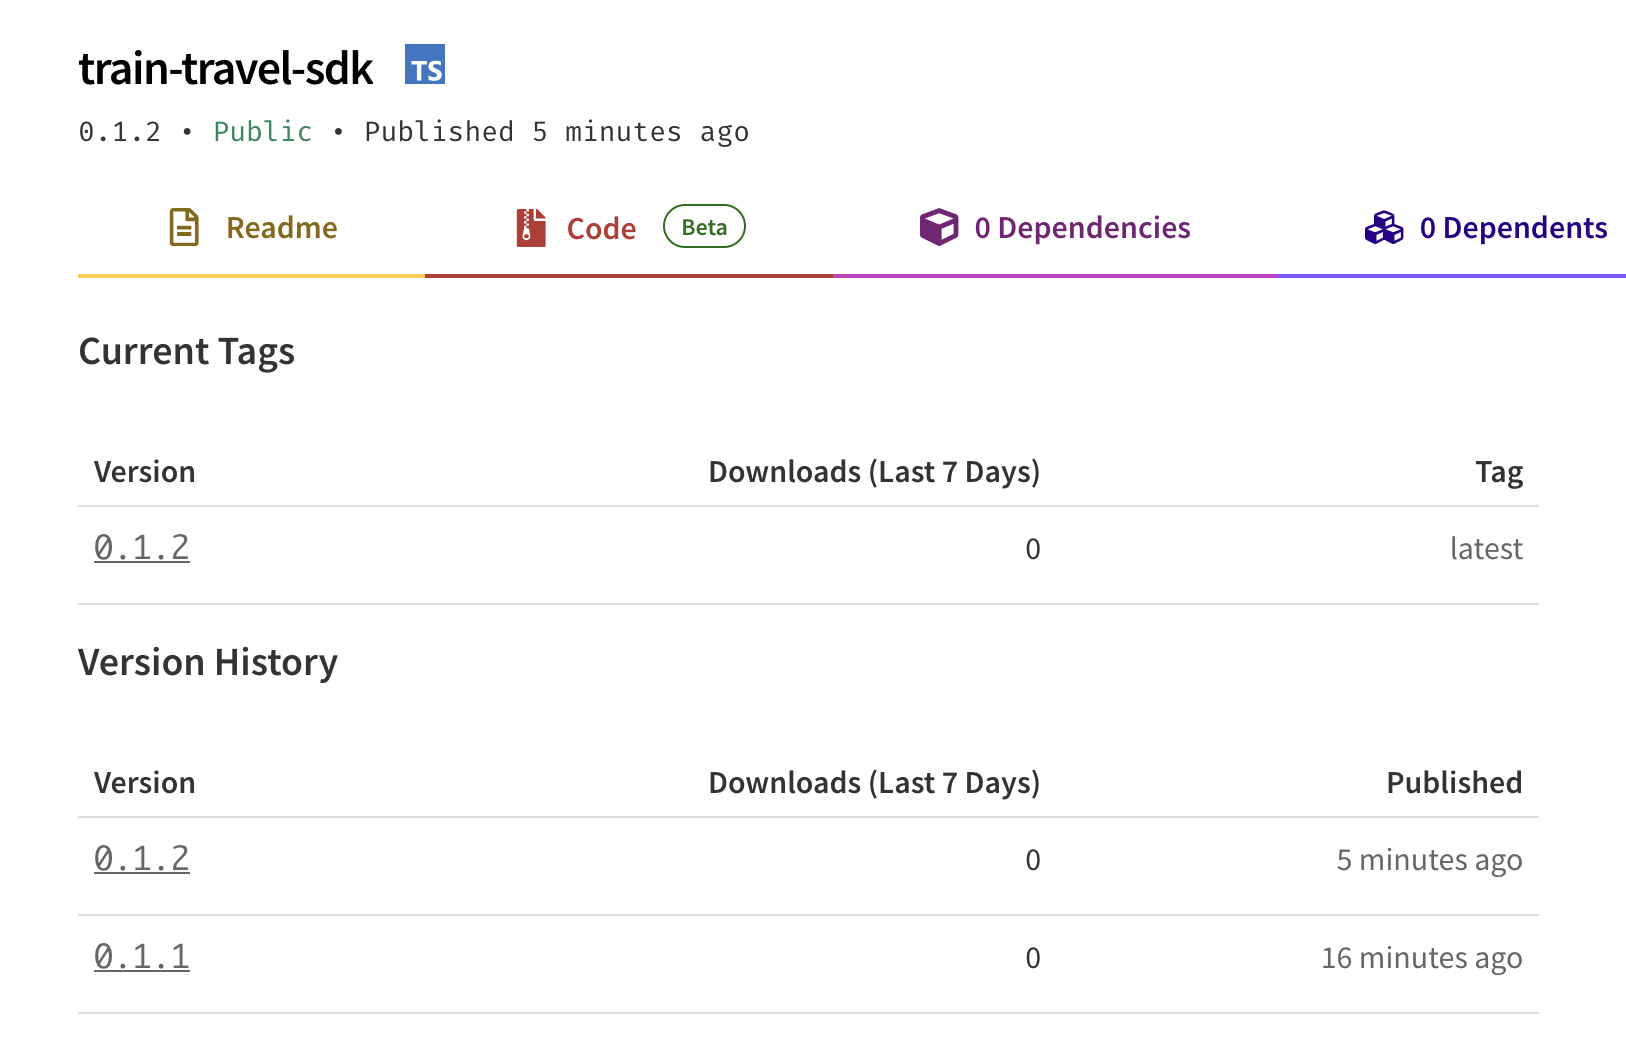 train-travel-sdk TS
0.1.2 • Public • Published 5 minutes ago
Readme Code Beta 0 Dependencies 0 Dependents
Current Tags
Version Downloads (Last 7 Days) Tag
0.1.2 0 latest
Version History
Version Downloads (Last 7 Days) Published
0.1.2 0 5 minutes ago
0.1.1 0 16 minutes ago